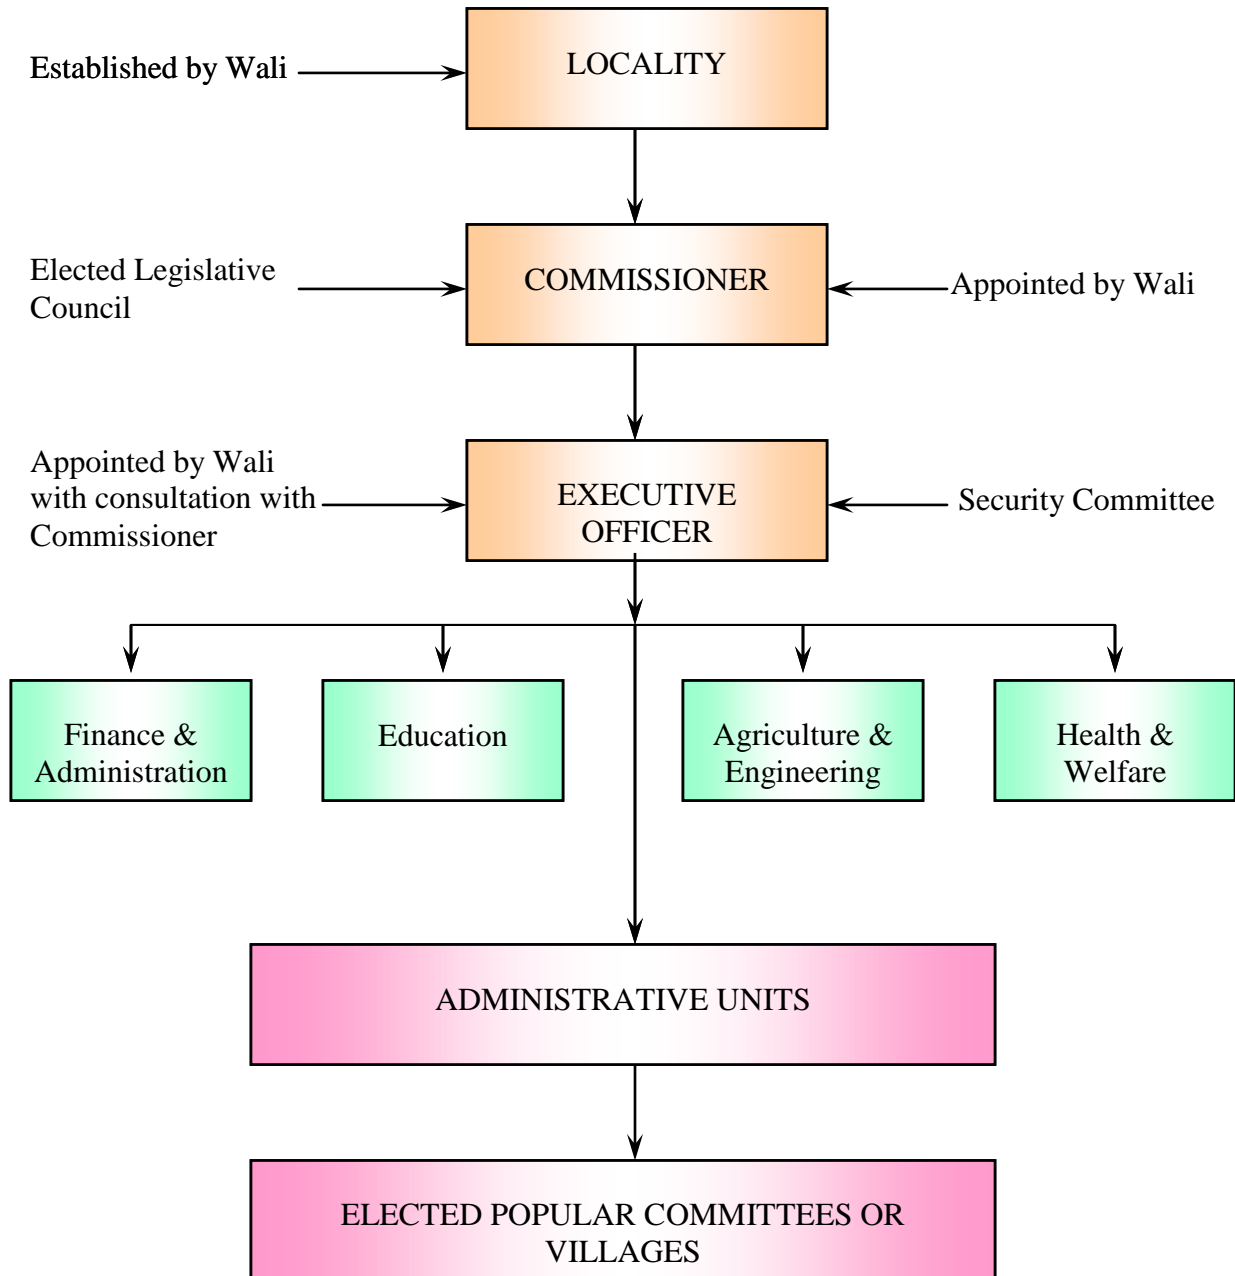 Established by Wali
LOCALITY
Elected Legislative
Council
COMMISSIONER
Appointed by Wali
Appointed by Wali
with consultation with
Commissioner
EXECUTIVE
OFFICER
Security Committee
Finance &
Administration
Education
Agriculture &
Engineering
Health &
Welfare
ADMINISTRATIVE UNITS
ELECTED POPULAR COMMITTEES OR
VILLAGES